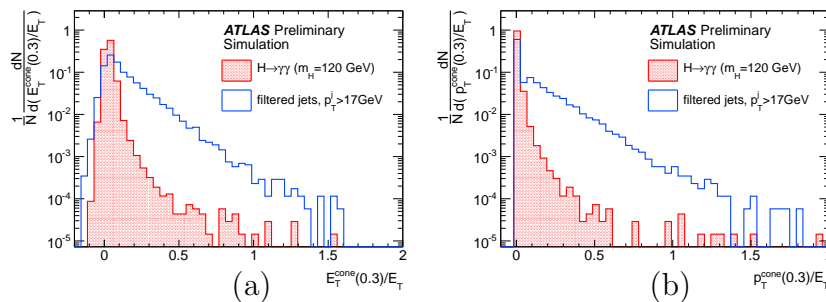 ATLAS Preliminary
Simulation
H→γγ (m_H=120 GeV)
filtered jets, p_T^j>17GeV
1/N dN/d( E_T^cone(0.3)/E_T)
1
10^-1
10^-2
10^-3
10^-4
10^-5
0 0.5 1 1.5 2
(a) E_T^cone(0.3)/E_T
ATLAS Preliminary
Simulation
H→γγ (m_H=120 GeV)
filtered jets, p_T^j>17GeV
1/N dN/d( p_T^cone(0.3)/E_T)
1
10^-1
10^-2
10^-3
10^-4
10^-5
0 0.5 1 1.5
(b) p_T^cone(0.3)/E_T